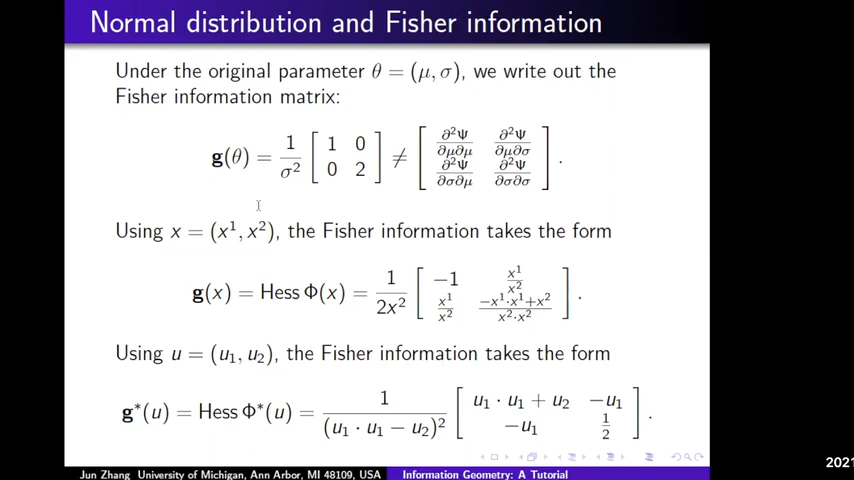 Normal distribution and Fisher information
Under the original parameter θ = (μ, σ), we write out the
Fisher information matrix:
g(θ) = 1/σ² [ 1 0 ; 0 2 ] ≠ [ ∂²Ψ/∂μ∂μ ∂²Ψ/∂μ∂σ ; ∂²Ψ/∂σ∂μ ∂²Ψ/∂σ∂σ ] .
Using x = (x¹, x²), the Fisher information takes the form
g(x) = Hess Φ(x) = 1/2x² [ −1 x¹/x² ; x¹/x² −x¹·x¹+x²/x²·x² ] .
Using u = (u₁, u₂), the Fisher information takes the form
g*(u) = Hess Φ*(u) = 1/(u₁ · u₁ − u₂)² [ u₁ · u₁ + u₂ −u₁ ; −u₁ 1/2 ] .
Jun Zhang University of Michigan, Ann Arbor, MI 48109, USA Information Geometry: A Tutorial
2021